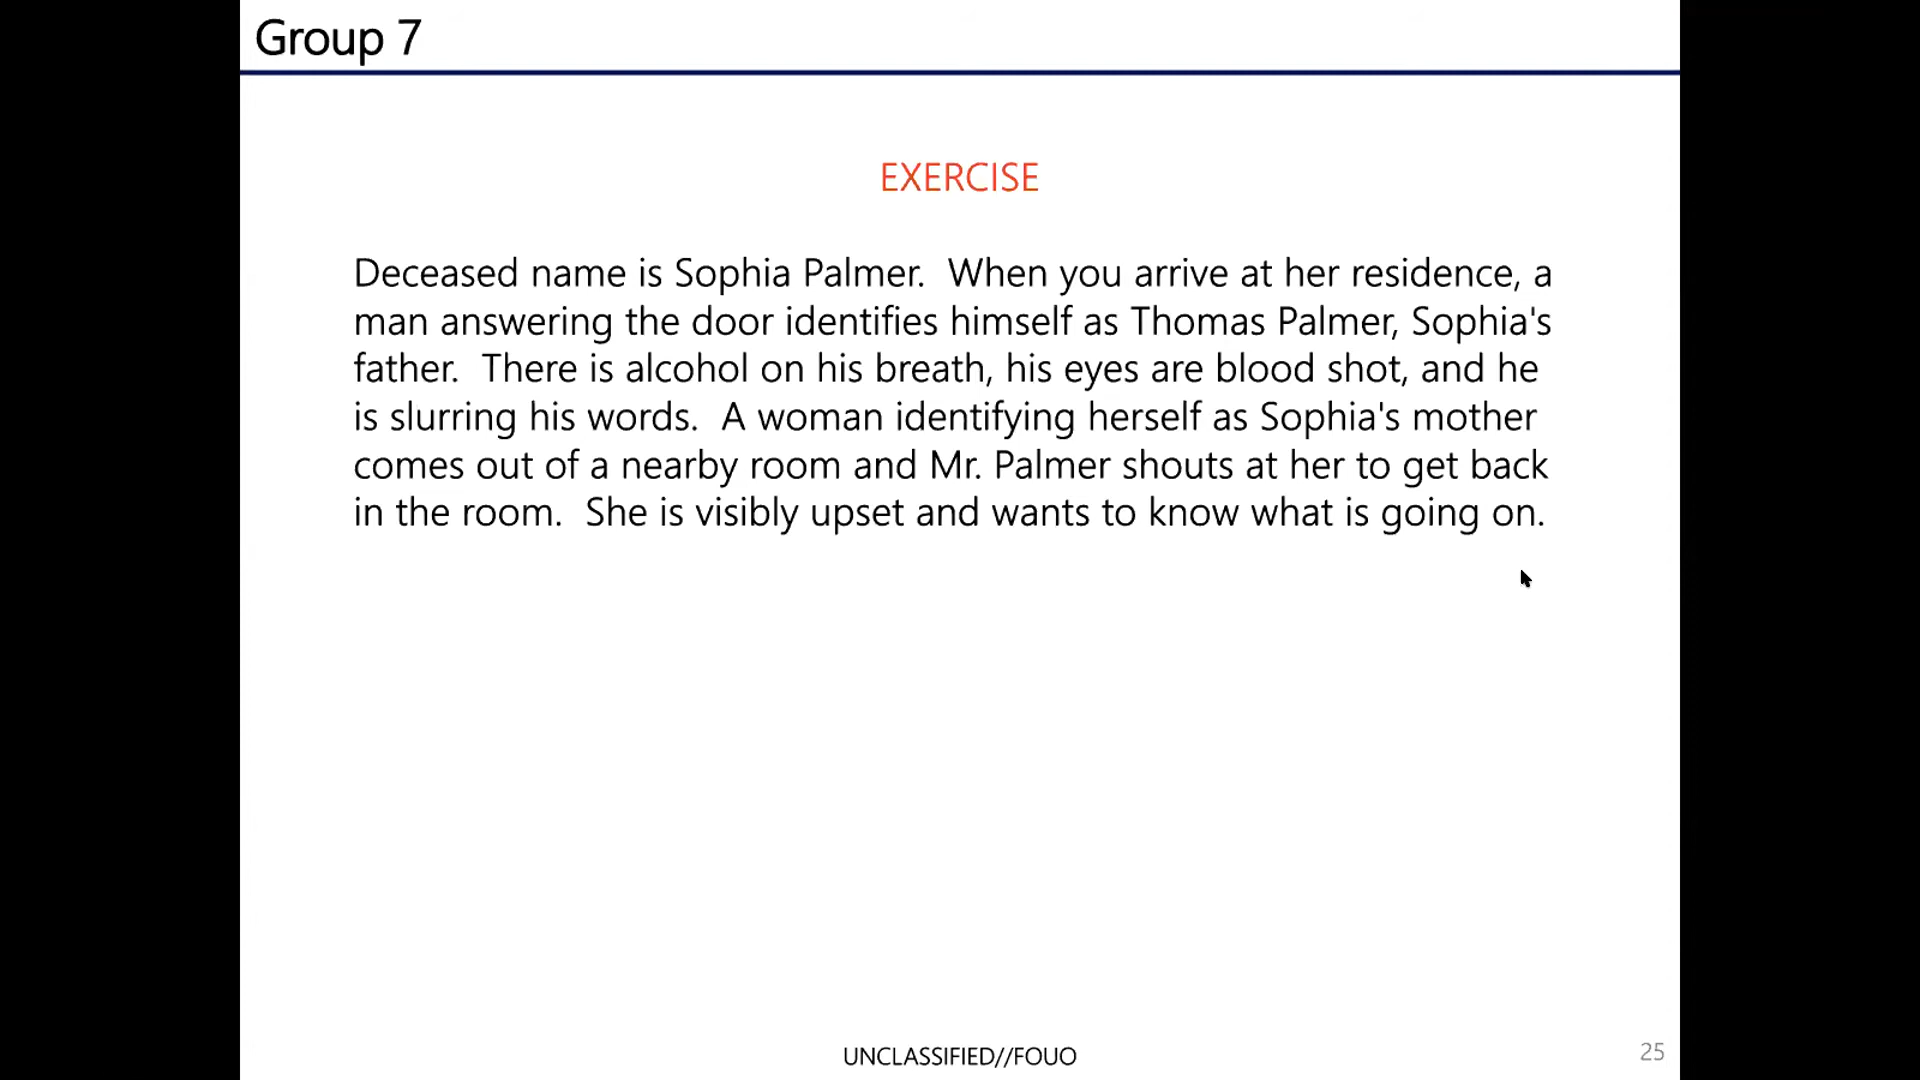 Group 7
EXERCISE
Deceased name is Sophia Palmer.  When you arrive at her residence, a
man answering the door identifies himself as Thomas Palmer, Sophia's
father.  There is alcohol on his breath, his eyes are blood shot, and he
is slurring his words.  A woman identifying herself as Sophia's mother
comes out of a nearby room and Mr. Palmer shouts at her to get back
in the room.  She is visibly upset and wants to know what is going on.
UNCLASSIFIED//FOUO
25